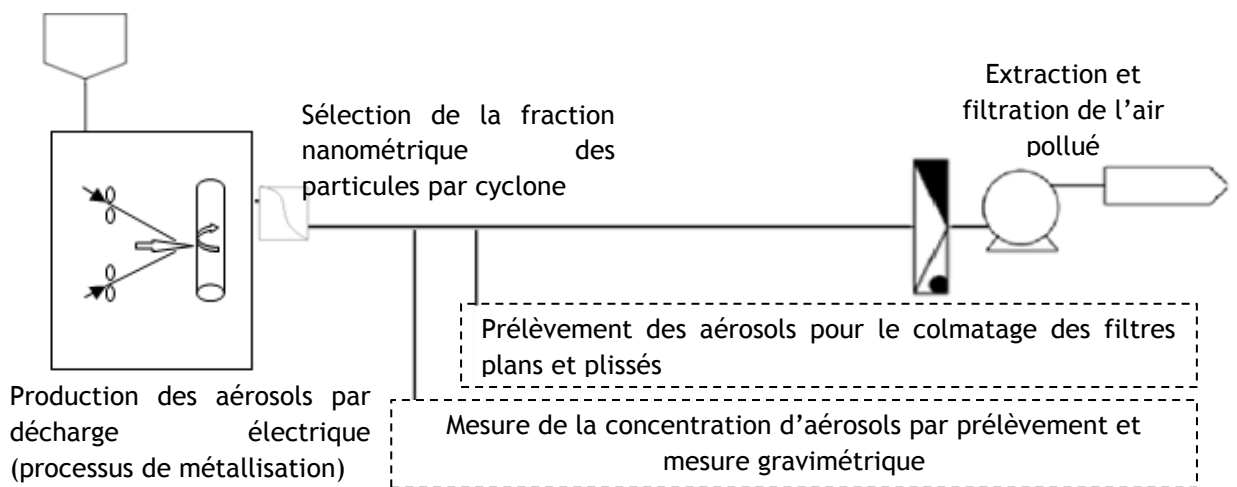 Extraction et
filtration de l'air
pollué
Sélection de la fraction
nanométrique des
particules par cyclone
Prélèvement des aérosols pour le colmatage des filtres
plans et plissés
Production des aérosols par
décharge électrique
(processus de métallisation)
Mesure de la concentration d'aérosols par prélèvement et
mesure gravimétrique